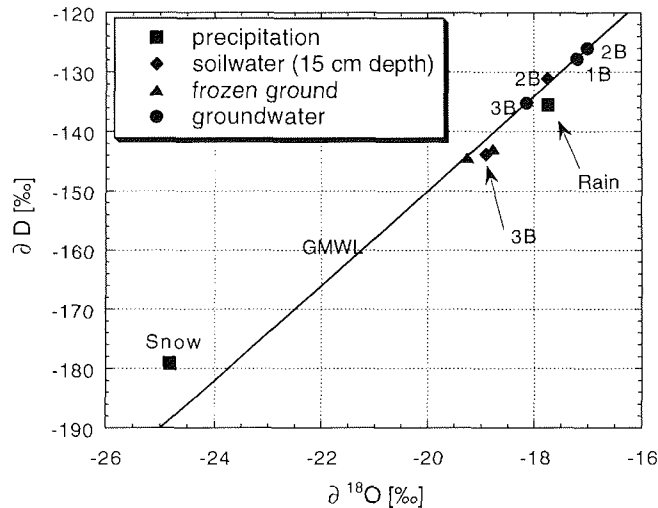 precipitation
soilwater (15 cm depth)
frozen ground
groundwater
-120
-130
-140
-150
-160
-170
-180
-190
∂ D [‰]
2B
2B
1B
3B
Rain
3B
GMWL
Snow
-26
-24
-22
-20
-18
-16
∂ ¹⁸O [‰]